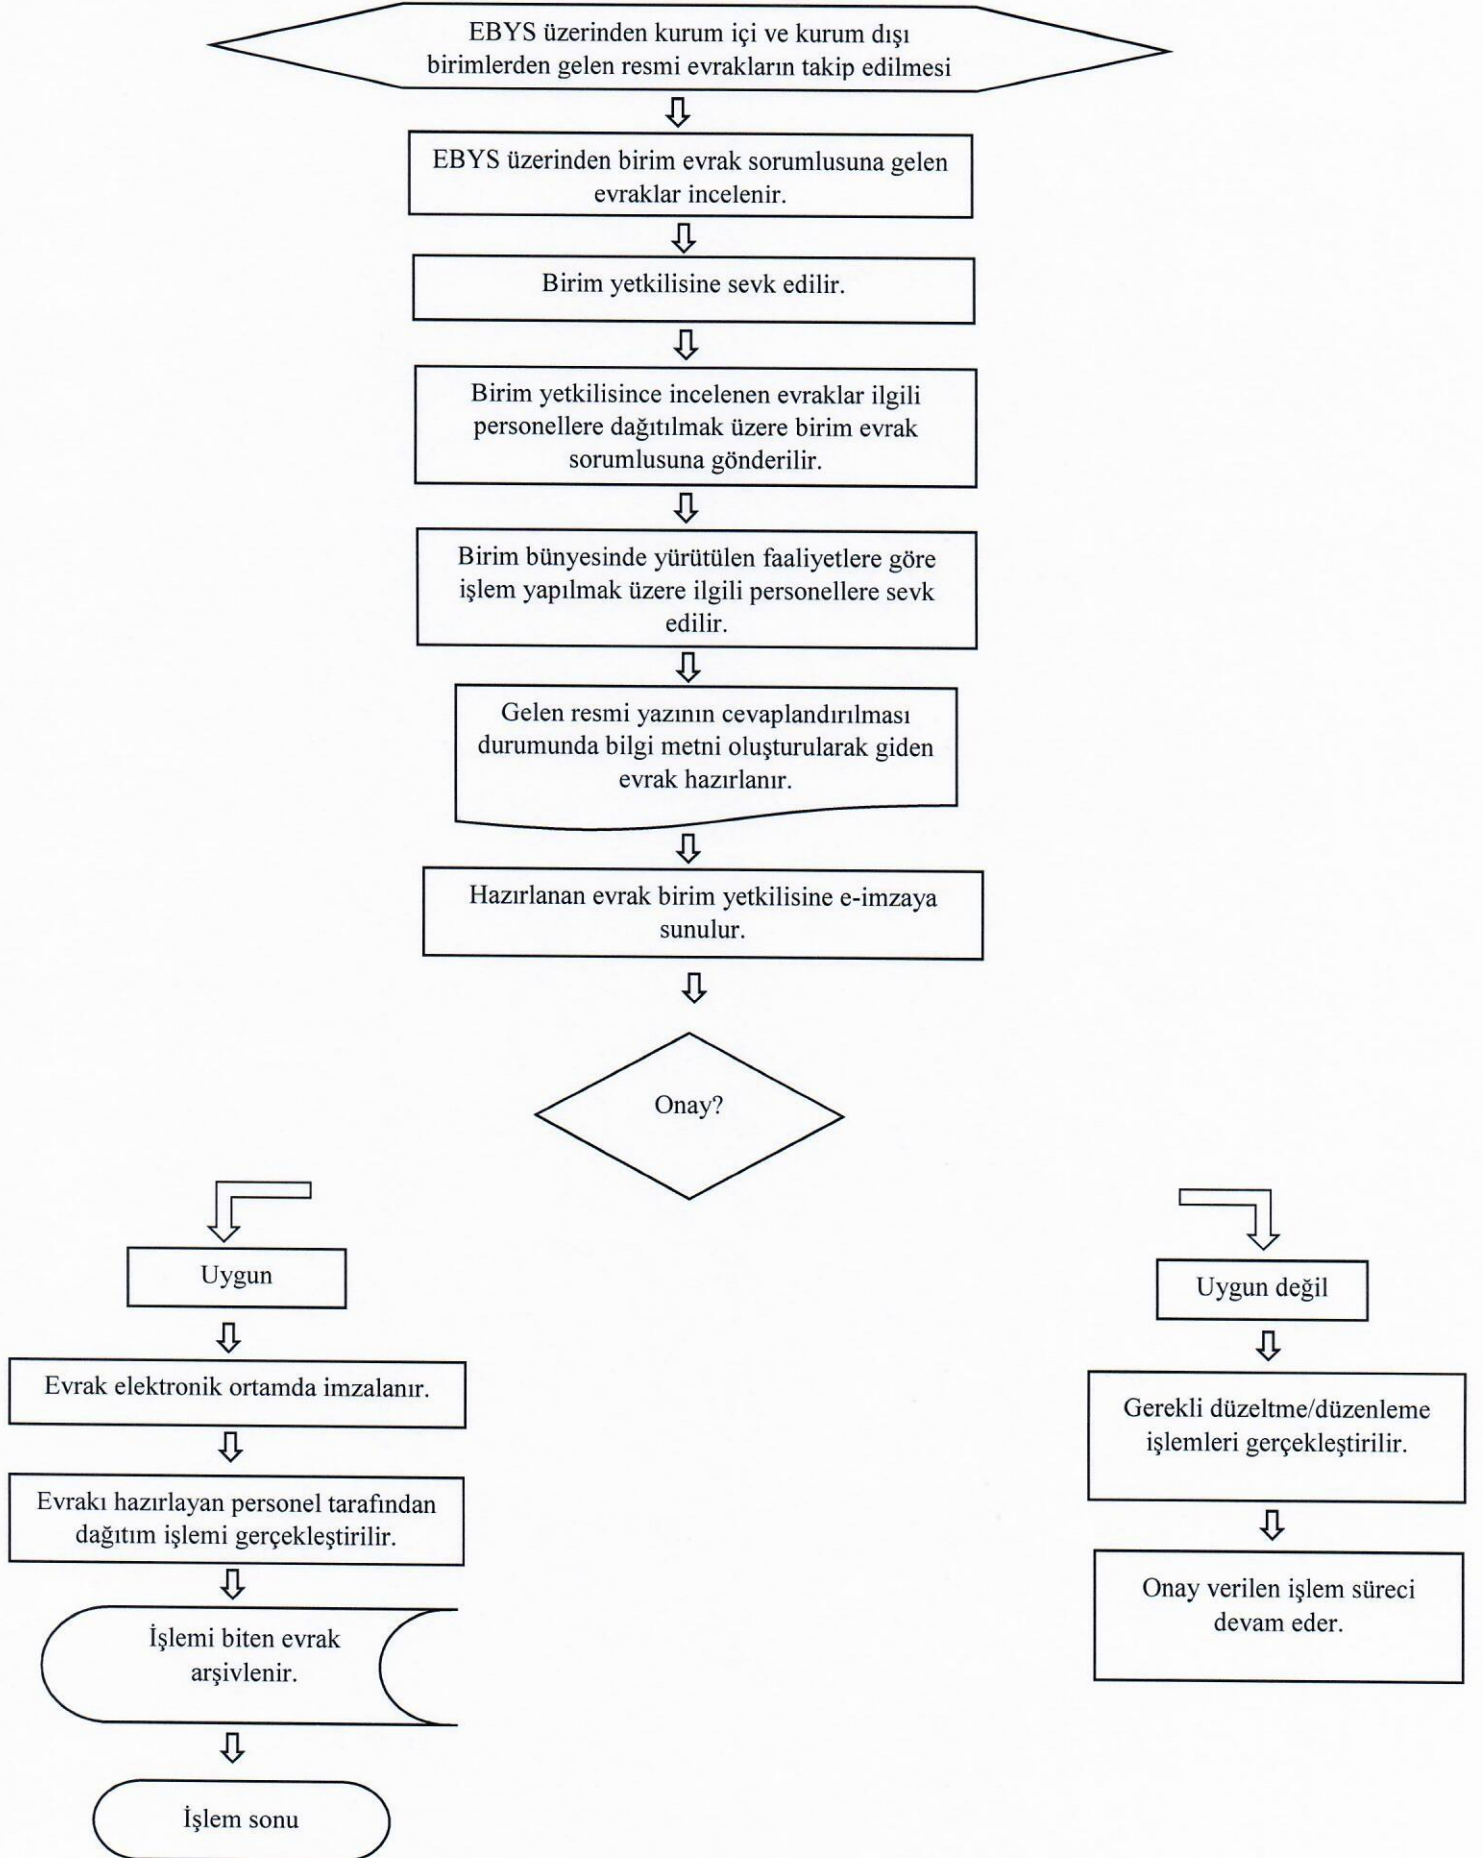 EBYS üzerinden kurum içi ve kurum dışı
birimlerden gelen resmi evrakların takip edilmesi
EBYS üzerinden birim evrak sorumlusuna gelen
evraklar incelenir.
Birim yetkilisine sevk edilir.
Birim yetkilisince incelenen evraklar ilgili
personellere dağıtılmak üzere birim evrak
sorumlusuna gönderilir.
Birim bünyesinde yürütülen faaliyetlere göre
işlem yapılmak üzere ilgili personellere sevk
edilir.
Gelen resmi yazının cevaplandırılması
durumunda bilgi metni oluşturularak giden
evrak hazırlanır.
Hazırlanan evrak birim yetkilisine e-imzaya
sunulur.
Onay?
Uygun
Evrak elektronik ortamda imzalanır.
Evrakı hazırlayan personel tarafından
dağıtım işlemi gerçekleştirilir.
İşlemi biten evrak
arşivlenir.
İşlem sonu
Uygun değil
Gerekli düzeltme/düzenleme
işlemleri gerçekleştirilir.
Onay verilen işlem süreci
devam eder.